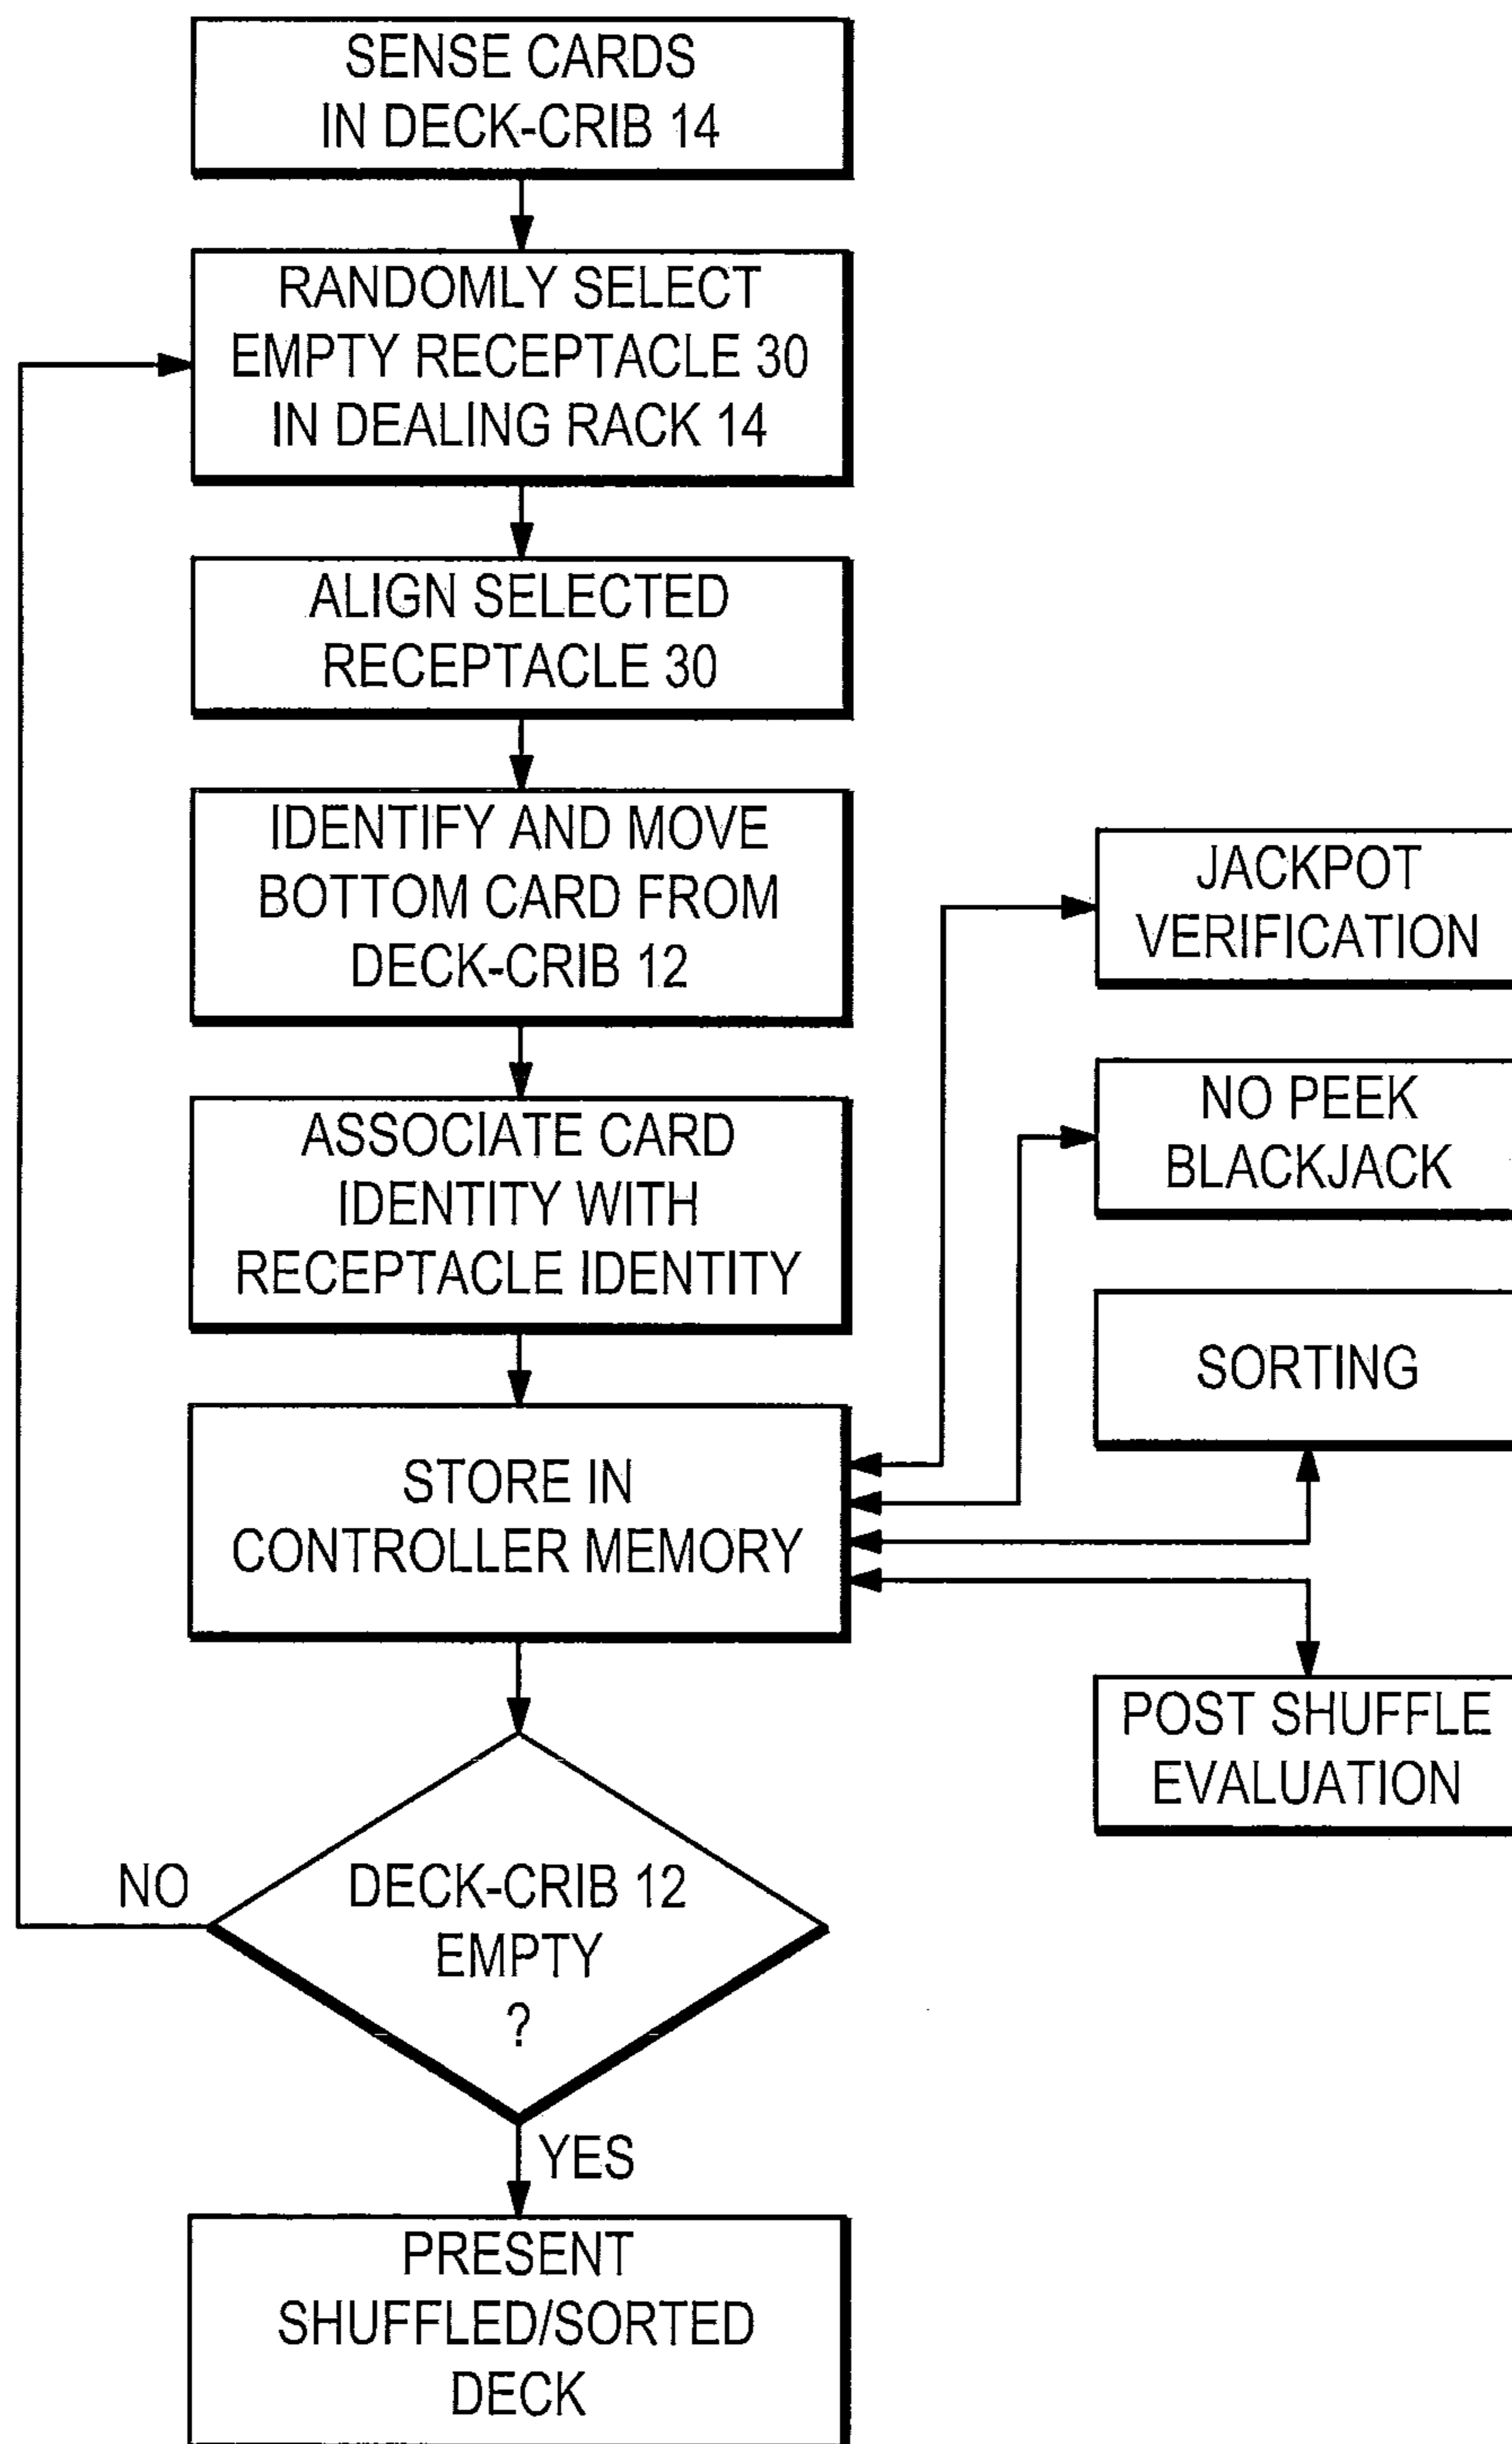 SENSE CARDS
IN DECK-CRIB 14
RANDOMLY SELECT
EMPTY RECEPTACLE 30
IN DEALING RACK 14
ALIGN SELECTED
RECEPTACLE 30
IDENTIFY AND MOVE
BOTTOM CARD FROM
DECK-CRIB 12
ASSOCIATE CARD
IDENTITY WITH
RECEPTACLE IDENTITY
STORE IN
CONTROLLER MEMORY
JACKPOT
VERIFICATION
NO PEEK
BLACKJACK
SORTING
POST SHUFFLE
EVALUATION
NO
DECK-CRIB 12
EMPTY
?
YES
PRESENT
SHUFFLED/SORTED
DECK